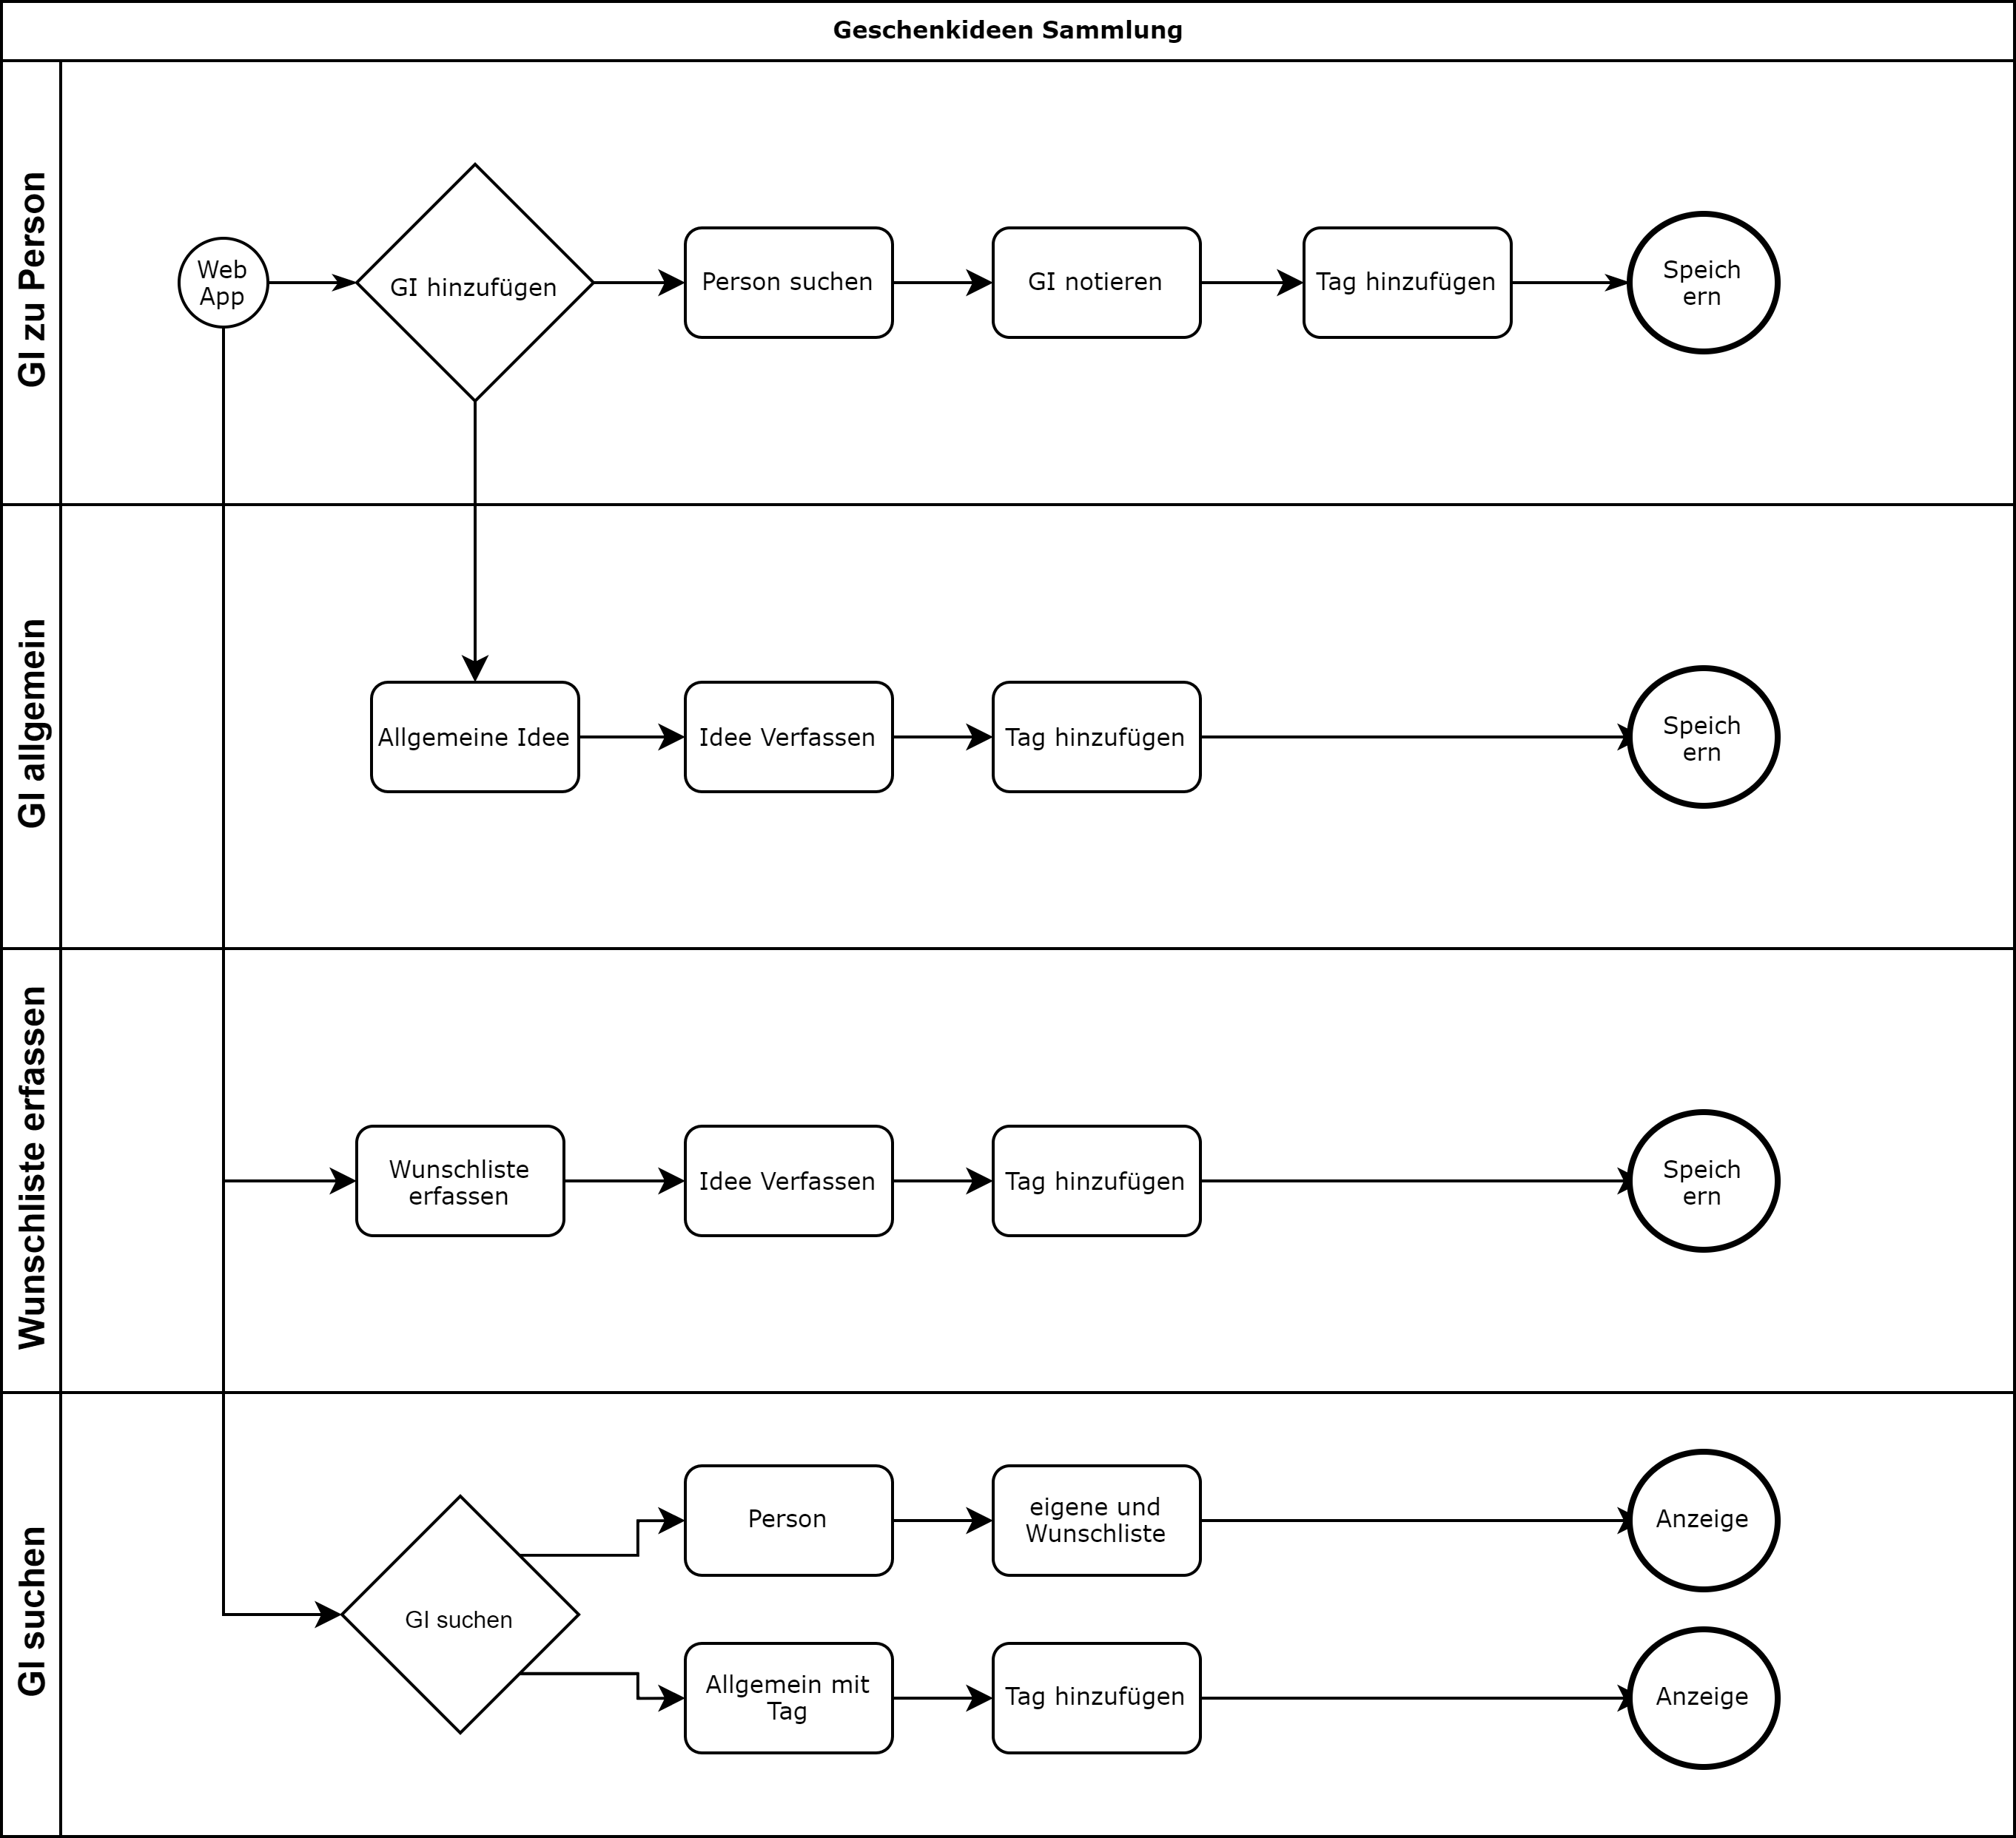 Geschenkideen Sammlung
GI zu Person
Web
App
GI hinzufügen
Person suchen
GI notieren
Tag hinzufügen
Speich
ern
GI allgemein
Allgemeine Idee
Idee Verfassen
Tag hinzufügen
Speich
ern
Wunschliste erfassen
Wunschliste
erfassen
Idee Verfassen
Tag hinzufügen
Speich
ern
GI suchen
GI suchen
Person
eigene und
Wunschliste
Anzeige
Allgemein mit
Tag
Tag hinzufügen
Anzeige